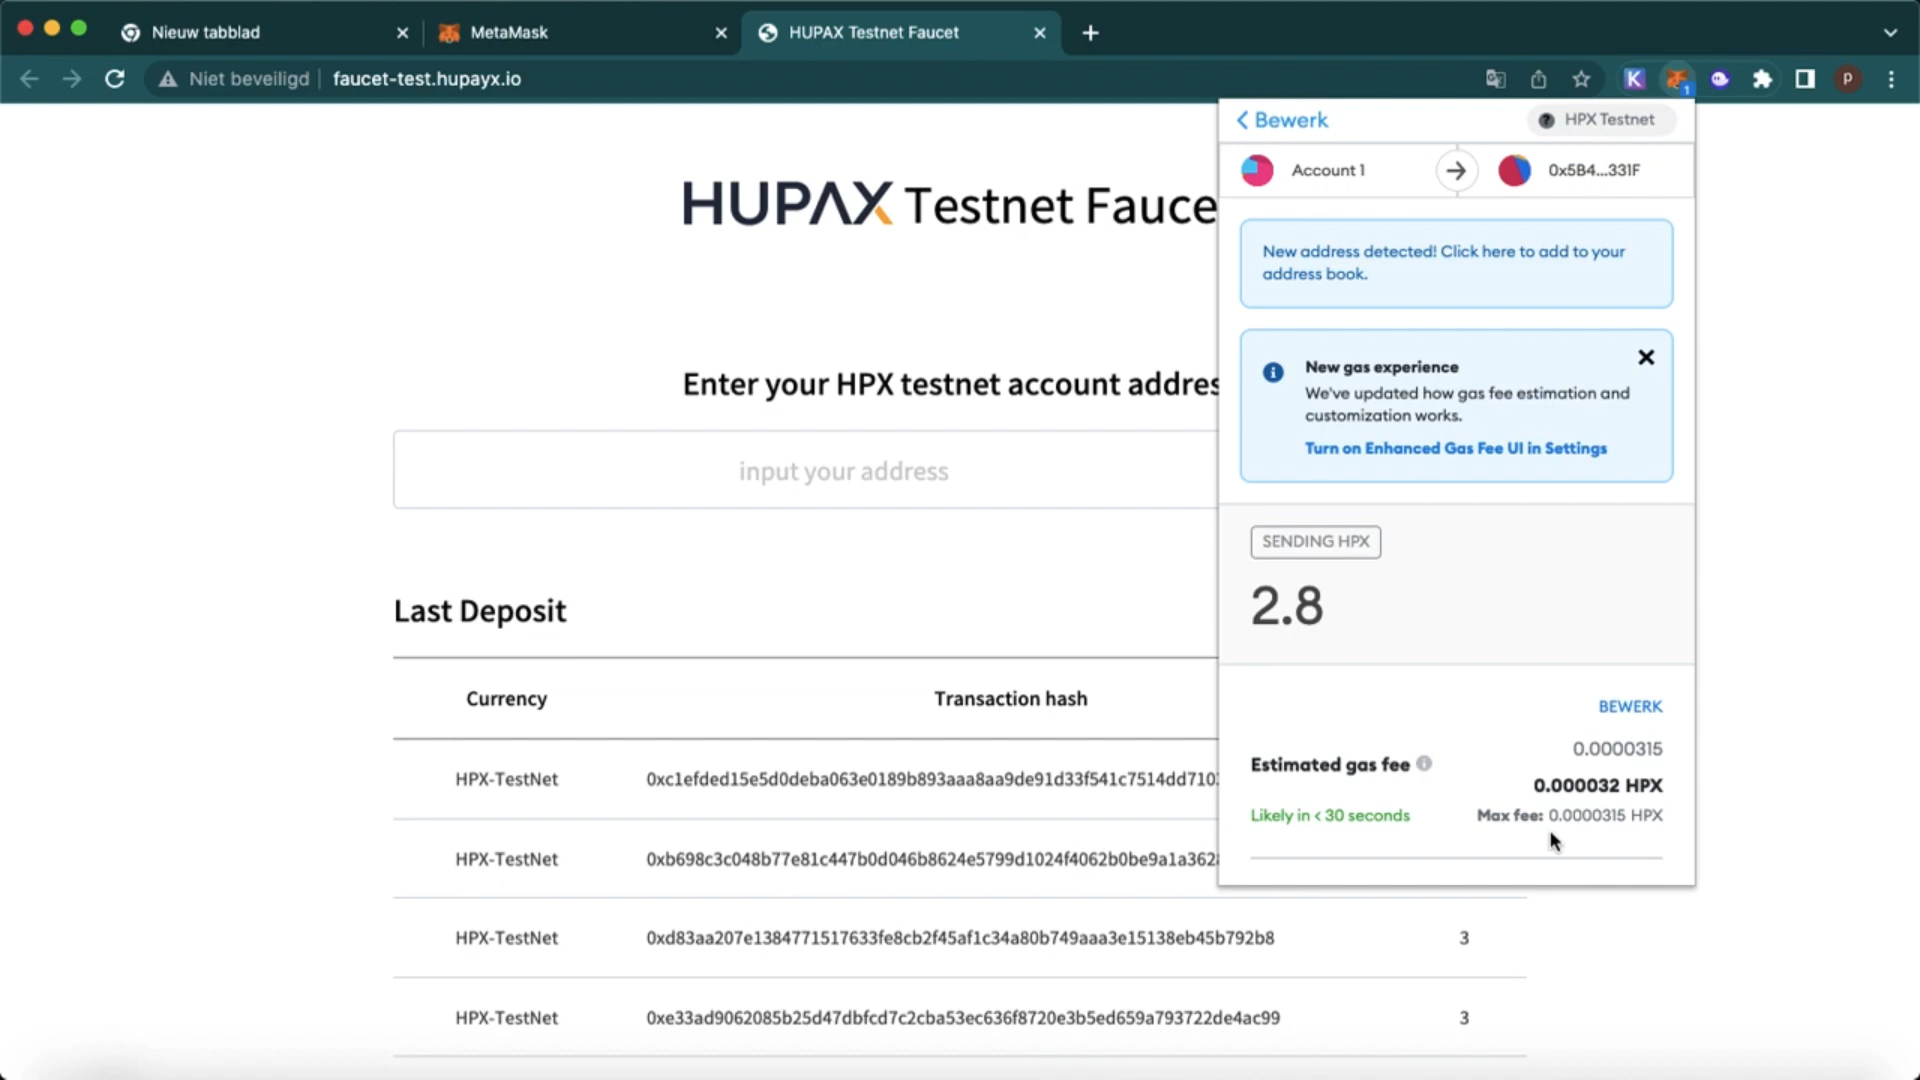 Nieuw tabblad
MetaMask
HUPAX Testnet Faucet
Niet beveiligd
faucet-test.hupayx.io
K
1
P
Bewerk
HPX Testnet
Account 1
0x5B4...331F
New address detected! Click here to add to your
address book.
New gas experience
We've updated how gas fee estimation and
customization works.
Turn on Enhanced Gas Fee UI in Settings
SENDING HPX
2.8
BEWERK
Estimated gas fee
0.0000315
0.000032 HPX
Likely in < 30 seconds
Max fee: 0.0000315 HPX
HUPAX Testnet Fauce
Enter your HPX testnet account addres
input your address
Last Deposit
Currency
Transaction hash
HPX-TestNet
0xc1efded15e5d0deba063e0189b893aaa8aa9de91d33f541c7514dd710
HPX-TestNet
0xb698c3c048b77e81c447b0d046b8624e5799d1024f4062b0be9a1a362
HPX-TestNet
0xd83aa207e1384771517633fe8cb2f45af1c34a80b749aaa3e15138eb45b792b8
3
HPX-TestNet
0xe33ad9062085b25d47dbfcd7c2cba53ec636f8720e3b5ed659a793722de4ac99
3